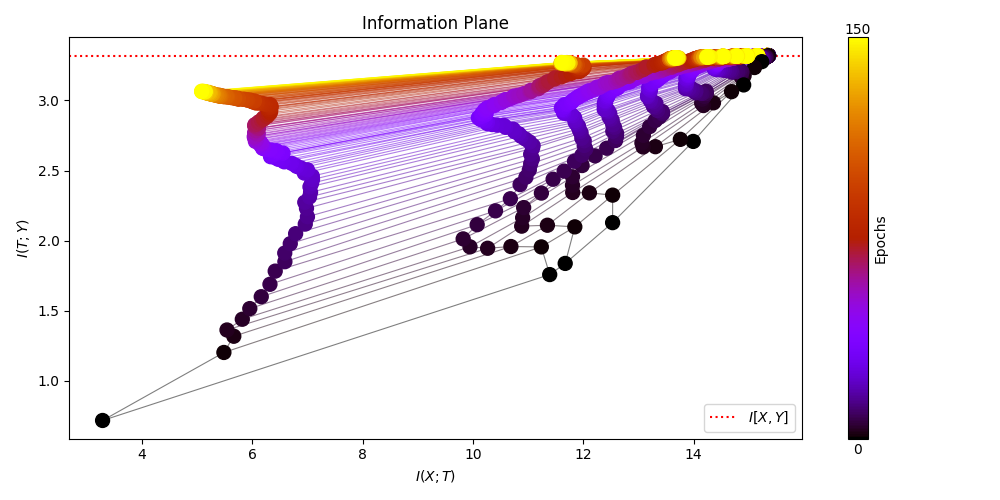 Information Plane
150
3.0
2.5
2.0
1.5
1.0
I(T; Y)
Epochs
I[X, Y]
0
4 6 8 10 12 14
I(X; T)